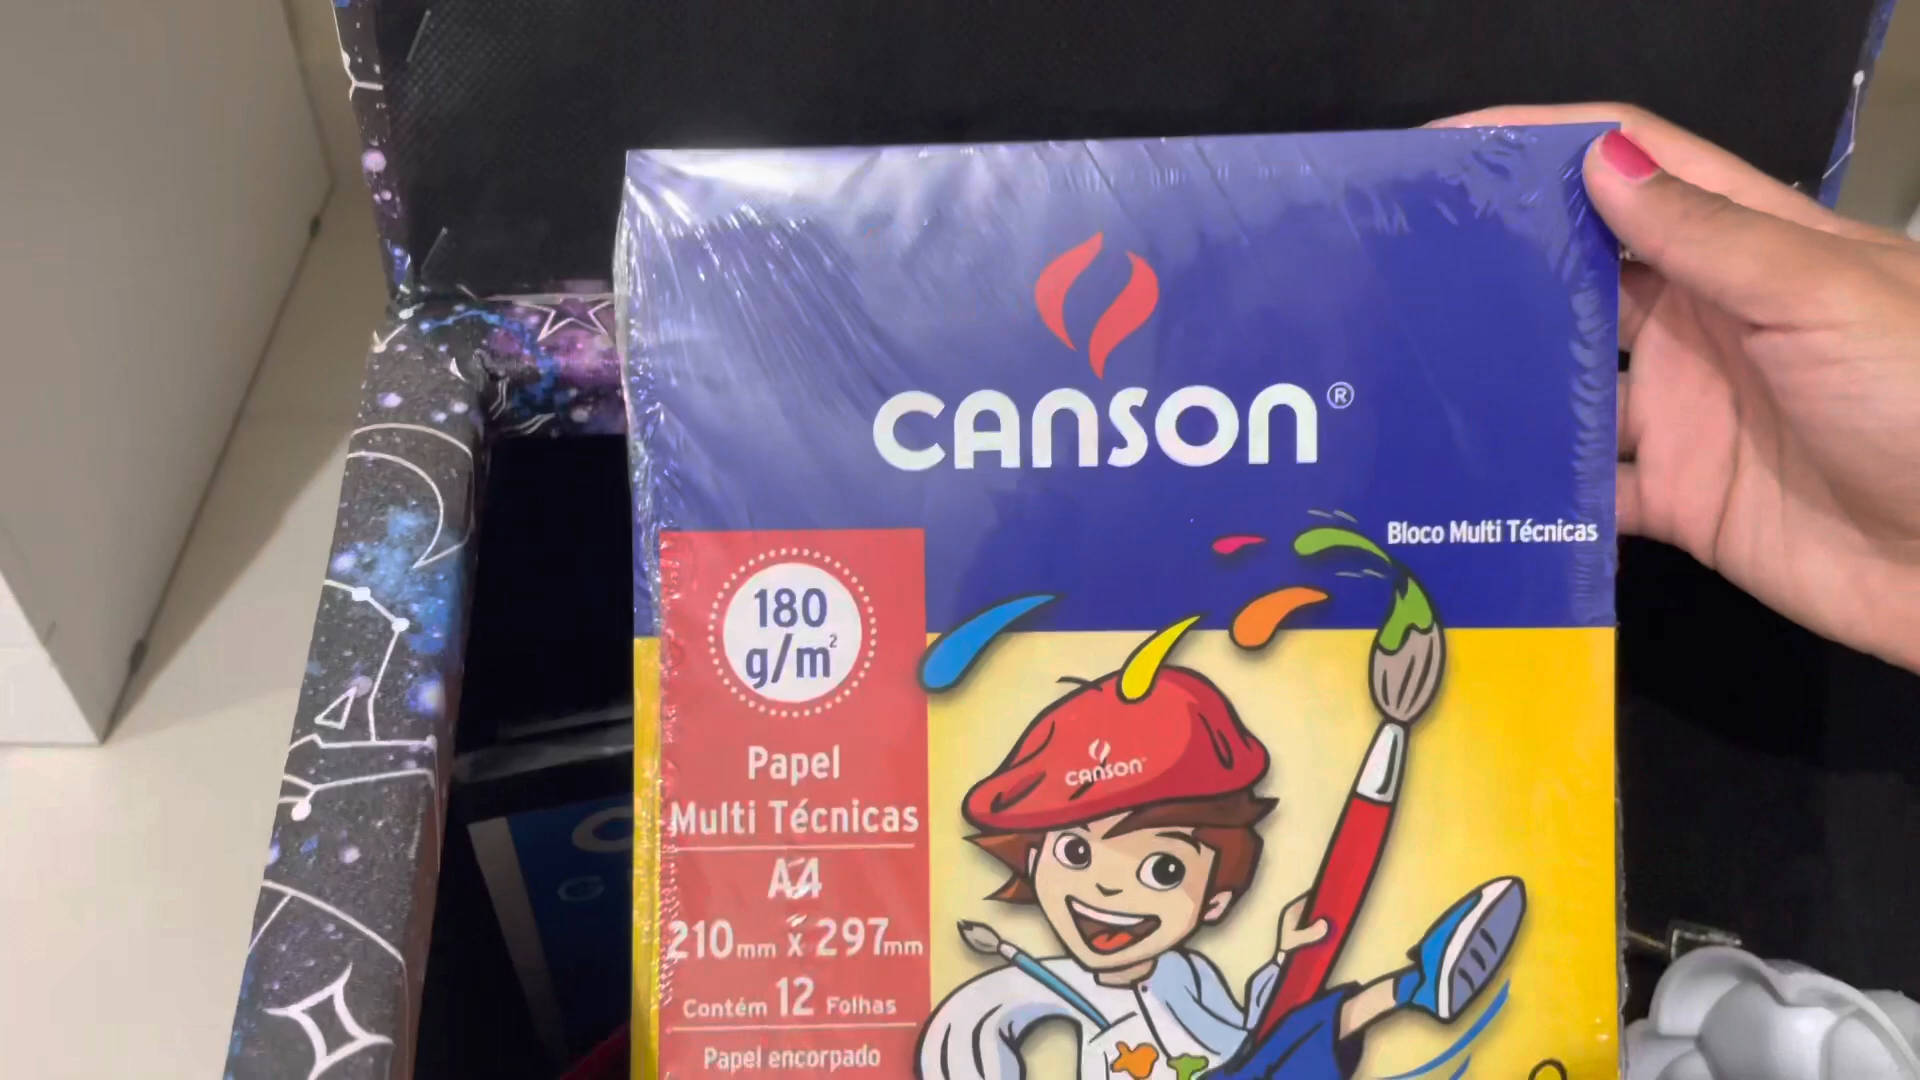 CANSON®
Bloco Multi Técnicas
180
g/m²
Papel
Multi Técnicas
A4
210mm x 297mm
Contém 12 Folhas
Papel encorpado
CANSON